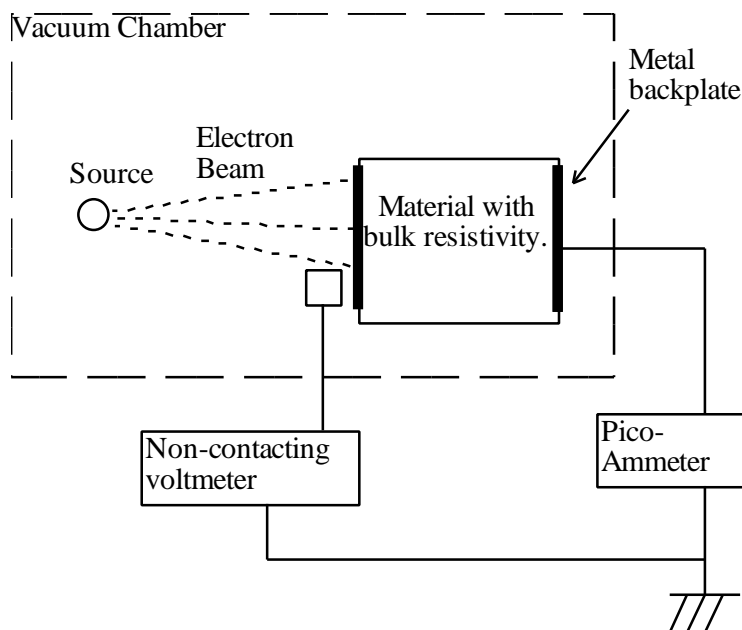 Vacuum Chamber
Metal
backplate
Electron
Beam
Source
Material with
bulk resistivity.
Non-contacting
voltmeter
Pico-
Ammeter